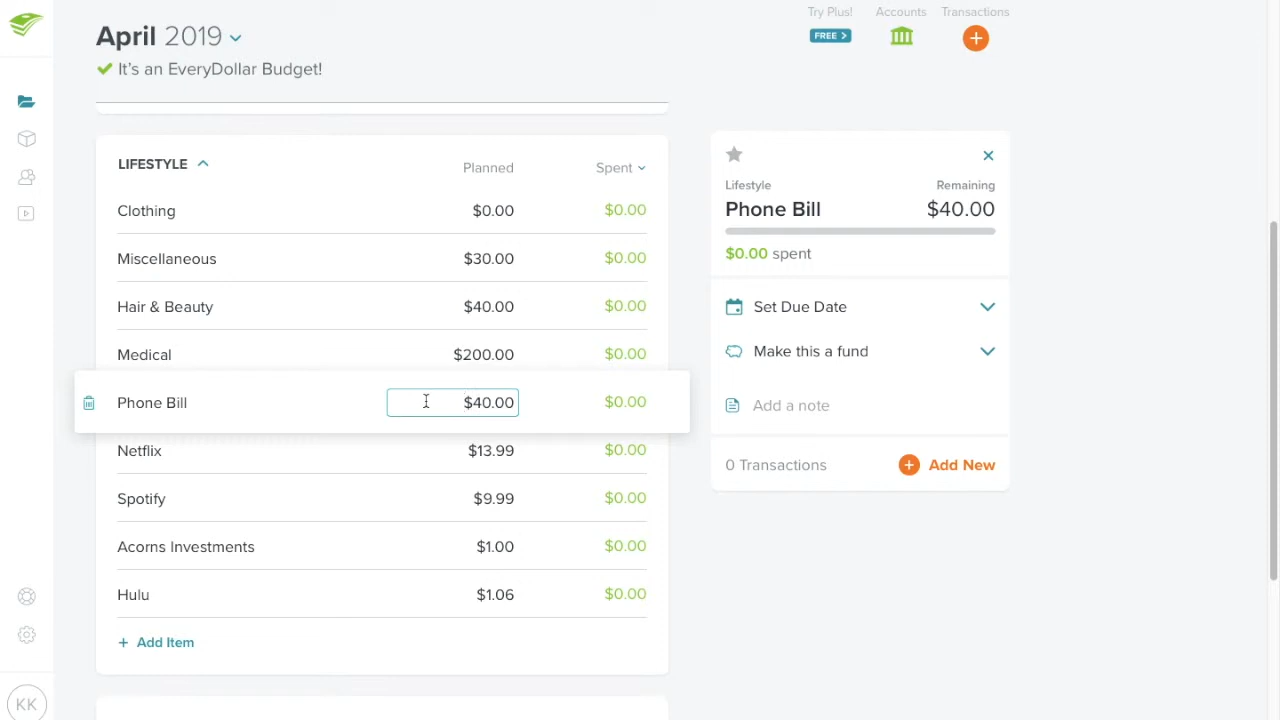 April 2019
It's an EveryDollar Budget!
Try Plus! Accounts Transactions
FREE >
LIFESTYLE Planned Spent
Clothing $0.00 $0.00
Miscellaneous $30.00 $0.00
Hair & Beauty $40.00 $0.00
Medical $200.00 $0.00
Phone Bill $40.00 $0.00
Netflix $13.99 $0.00
Spotify $9.99 $0.00
Acorns Investments $1.00 $0.00
Hulu $1.06 $0.00
+ Add Item
Lifestyle Remaining
Phone Bill $40.00
$0.00 spent
Set Due Date
Make this a fund
Add a note
0 Transactions + Add New
KK